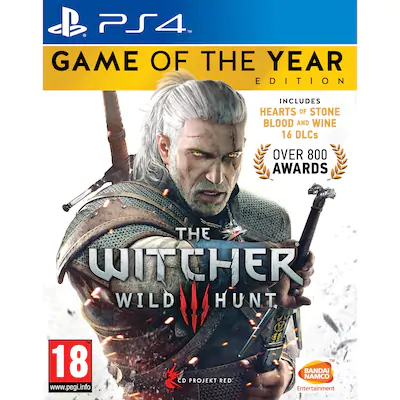 PS4
GAME OF THE YEAR
EDITION
INCLUDES
HEARTS OF STONE
BLOOD AND WINE
16 DLCs
OVER 800
AWARDS
THE
WITCHER
WILD HUNT
18
www.pegi.info
CD PROJEKT RED
BANDAI
NAMCO
Entertainment